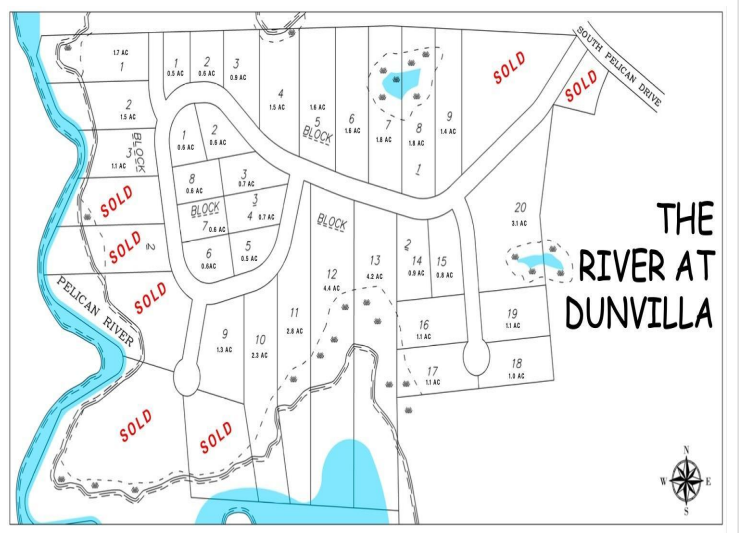 THE
RIVER AT
DUNVILLA
SOUTH PELICAN DRIVE
PELICAN RIVER
1.7 AC
1
2
1.5 AC
3
1.1 AC
BLOCK
2
SOLD
SOLD
SOLD
SOLD
SOLD
1
0.5 AC
2
0.6 AC
3
0.9 AC
4
1.5 AC
1.6 AC
5
BLOCK
6
1.6 AC
7
1.8 AC
8
1.8 AC
1
9
1.4 AC
SOLD
SOLD
1
0.6 AC
2
0.6 AC
8
0.6 AC
3
0.7 AC
BLOCK
3
7 0.6 AC
4 0.7 AC
6
0.6AC
5
0.5 AC
BLOCK
2
9
1.3 AC
10
2.3 AC
11
2.8 AC
12
4.4 AC
13
4.2 AC
14
0.9 AC
15
0.8 AC
16
1.1 AC
17
1.1 AC
18
1.0 AC
19
1.1 AC
20
3.1 AC
N
W
E
S